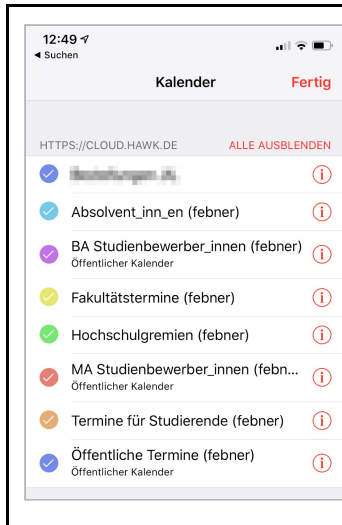 12:49
Suchen
Kalender
Fertig
HTTPS://CLOUD.HAWK.DE
ALLE AUSBLENDEN
Absolvent_inn_en (febner)
BA Studienbewerber_innen (febner)
Öffentlicher Kalender
Fakultätstermine (febner)
Hochschulgremien (febner)
MA Studienbewerber_innen (febn...
Öffentlicher Kalender
Termine für Studierende (febner)
Öffentliche Termine (febner)
Öffentlicher Kalender